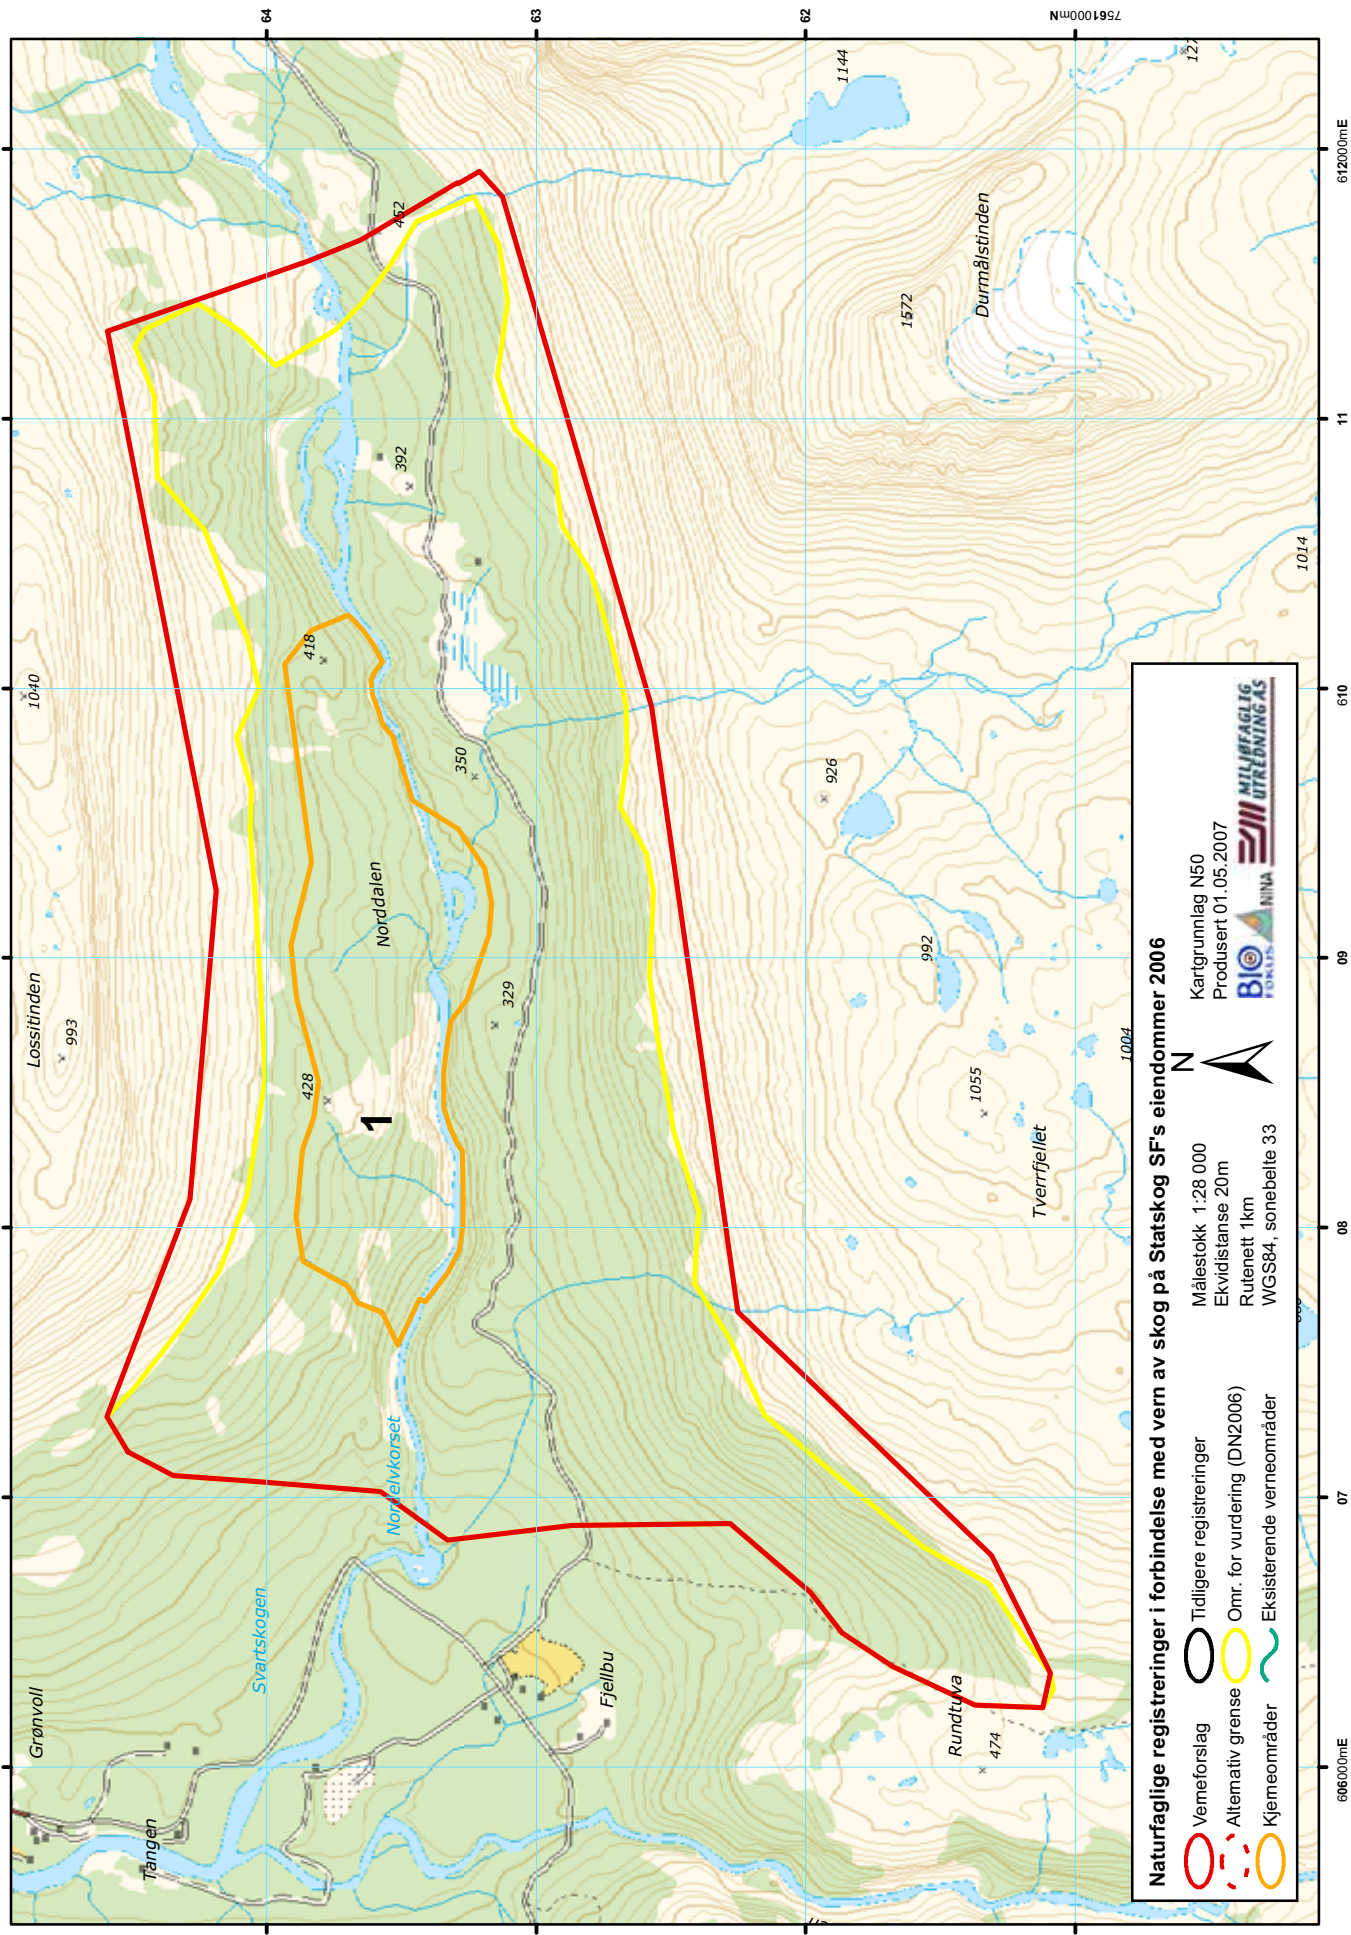 64
63
62
7561000mN
612000mE
11
610
09
08
07
606000mE
1144
1572
Durmålstinden
452
392
418
1040
350
926
1014
Norddalen
Lossitinden
993
992
329
428
1
1055
1004
Tverrfjellet
Nordelvkorset
Svartskogen
Grønvoll
Tangen
Fjellbu
Rundtuva
474
Naturfaglige registreringer i forbindelse med vern av skog på Statskog SF's eiendommer 2006
Verneforslag
Alternativ grense
Kjerneområder
Tidligere registreringer
Omr. for vurdering (DN2006)
Eksisterende verneområder
Målestokk 1:28 000
Ekvidistanse 20m
Rutenett 1km
WGS84, sonebelte 33
N
Kartgrunnlag N50
Produsert 01.05.2007
BIO
FOKUS
NINA
MILJØFAGLIG
UTREDNING AS